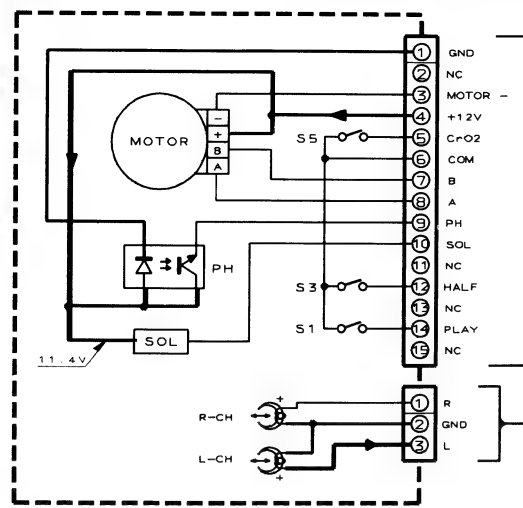 1 GND
2 NC
3 MOTOR -
4 +12V
S5 5 CrO2
6 COM
7 B
8 A
9 PH
10 SOL
11 NC
S3 12 HALF
13 NC
S1 14 PLAY
15 NC
MOTOR
-
+
B
A
PH
SOL
11.4V
+
R-CH
L-CH
+
1 R
2 GND
3 L